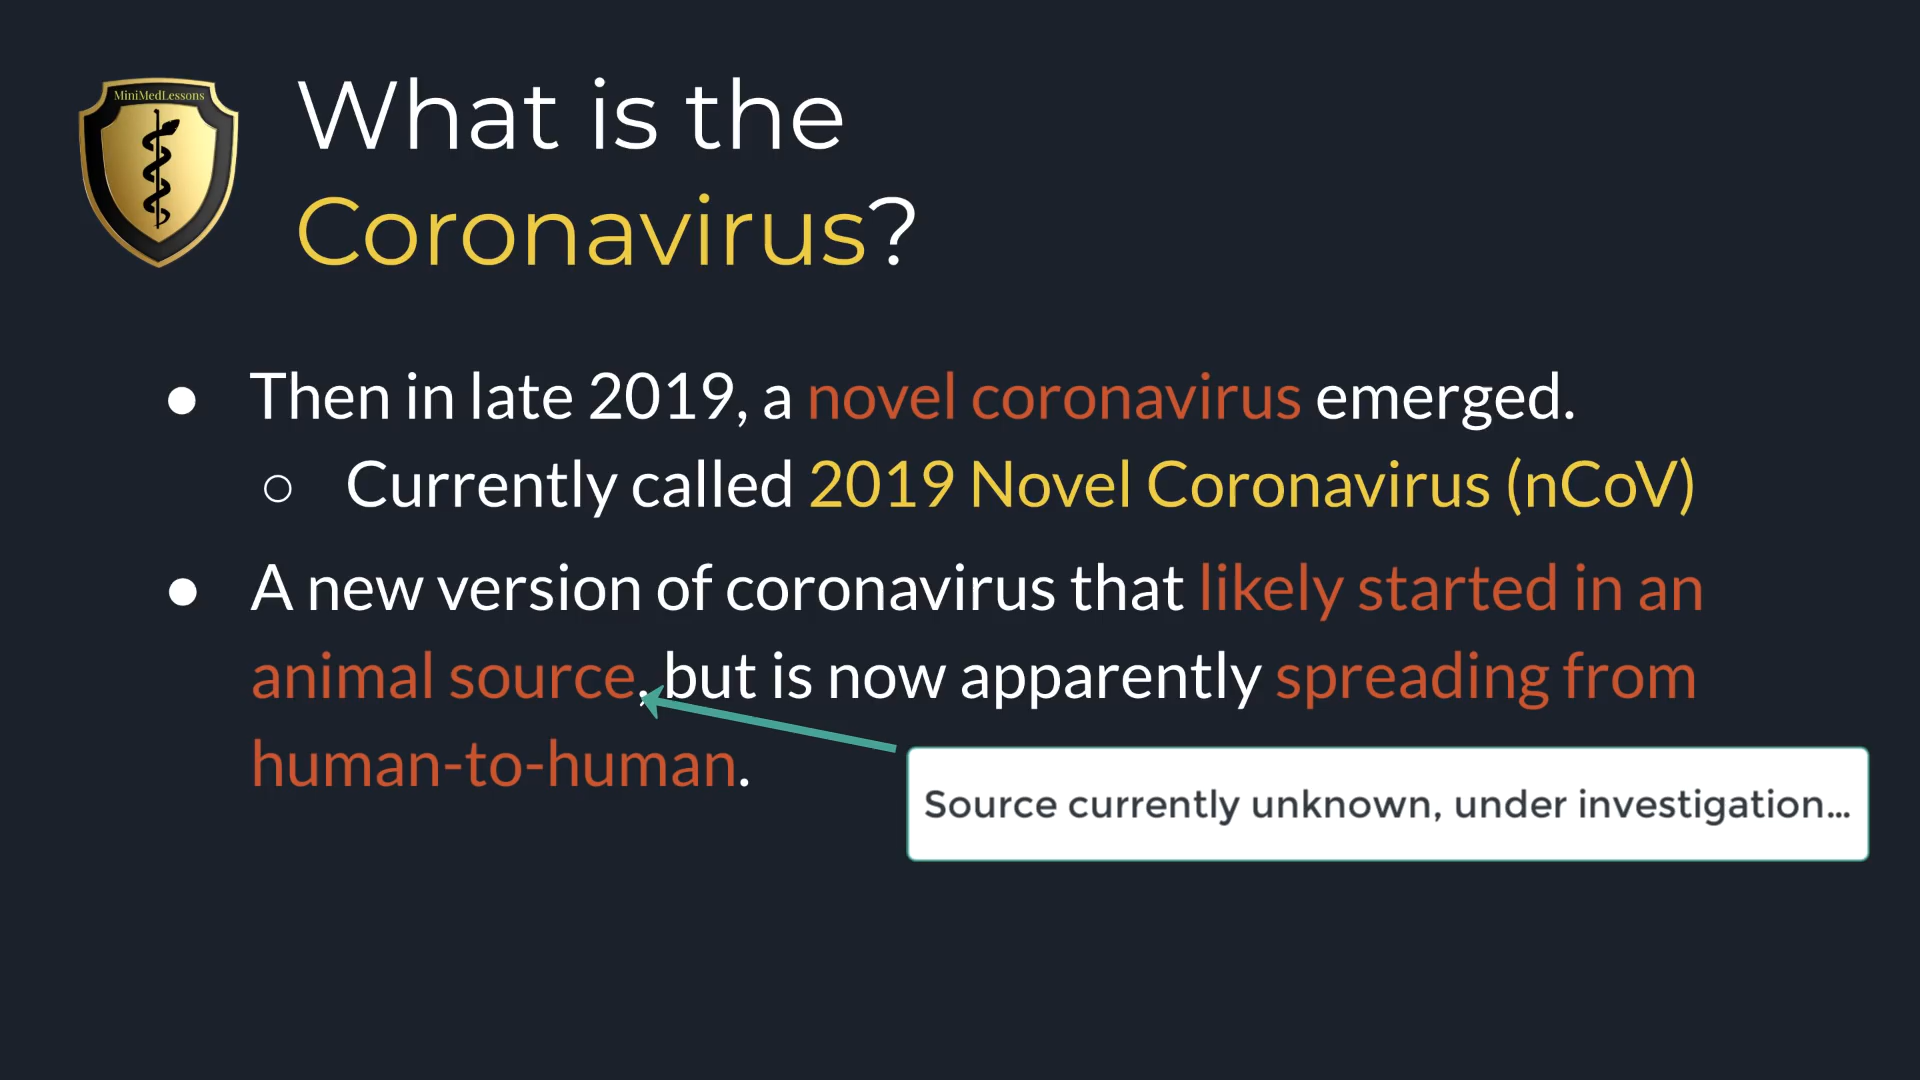 MiniMedLessons
What is the
Coronavirus?
● Then in late 2019, a novel coronavirus emerged.
○ Currently called 2019 Novel Coronavirus (nCoV)
● A new version of coronavirus that likely started in an
animal source, but is now apparently spreading from
human-to-human.
Source currently unknown, under investigation...